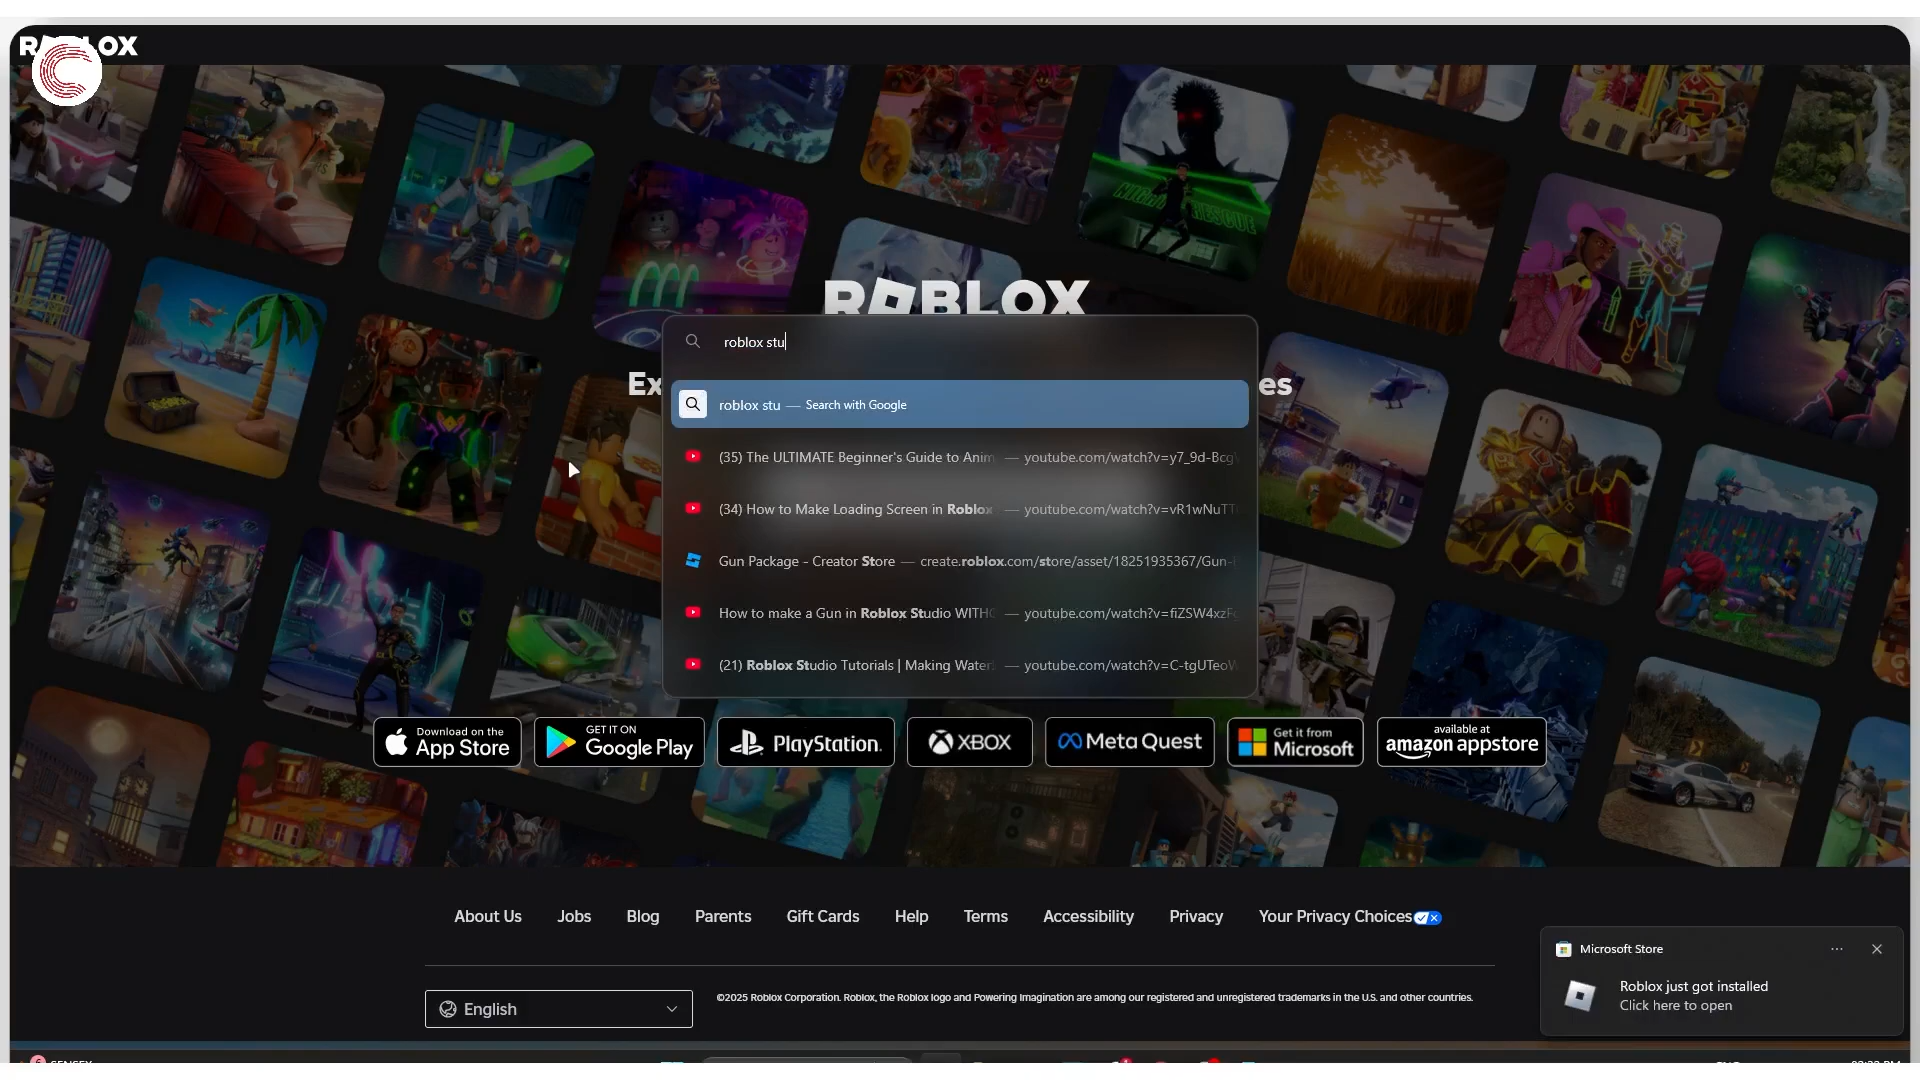 ROBLOX
ROBLOX
roblox stu
roblox stu — Search with Google
(35) The ULTIMATE Beginner's Guide to Anim — youtube.com/watch?v=y7_9d-Bcg
(34) How to Make Loading Screen in Roblox — youtube.com/watch?v=vR1wNuTT
Gun Package - Creator Store — create.roblox.com/store/asset/18251935367/Gun-
How to make a Gun in Roblox Studio WITH — youtube.com/watch?v=fiZSW4xzF
(21) Roblox Studio Tutorials | Making Water — youtube.com/watch?v=C-tgUTeo
Download on the
App Store
GET IT ON
Google Play
PlayStation.
XBOX
Meta Quest
Get it from
Microsoft
available at
amazon appstore
About Us
Jobs
Blog
Parents
Gift Cards
Help
Terms
Accessibility
Privacy
Your Privacy Choices
English
©2025 Roblox Corporation. Roblox, the Roblox logo and Powering Imagination are among our registered and unregistered trademarks in the U.S. and other countries.
Microsoft Store
Roblox just got installed
Click here to open